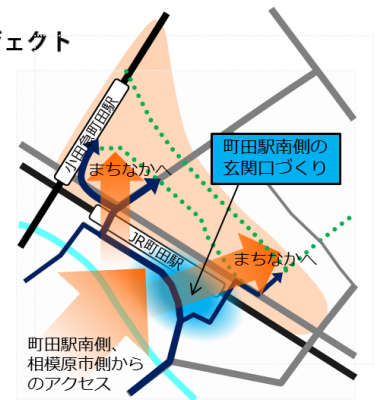 ジェクト
小田急町田駅
町田駅南側の
玄関口づくり
まちなかへ
JR町田駅
まちなかへ
町田駅南側、
相模原市側から
のアクセス